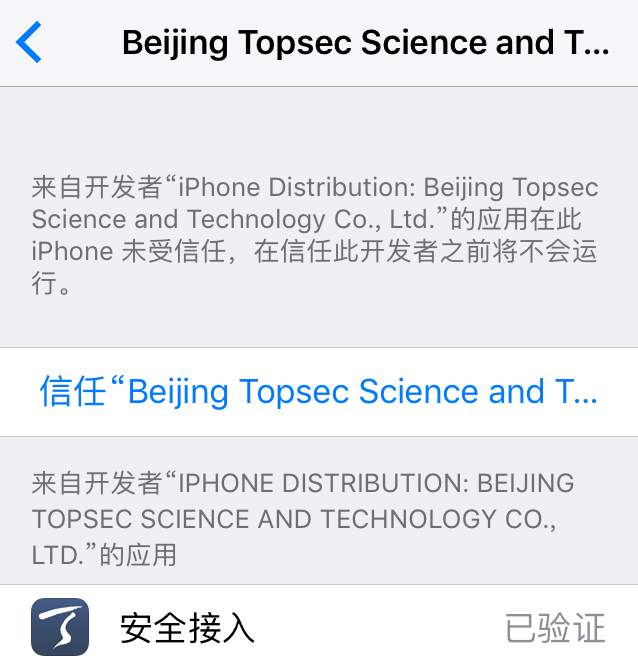 Beijing Topsec Science and T...
来自开发者“iPhone Distribution: Beijing Topsec
Science and Technology Co., Ltd.”的应用在此
iPhone 未受信任，在信任此开发者之前将不会运
行。
信任“Beijing Topsec Science and T...
来自开发者“IPHONE DISTRIBUTION: BEIJING
TOPSEC SCIENCE AND TECHNOLOGY CO.,
LTD.”的应用
安全接入 已验证